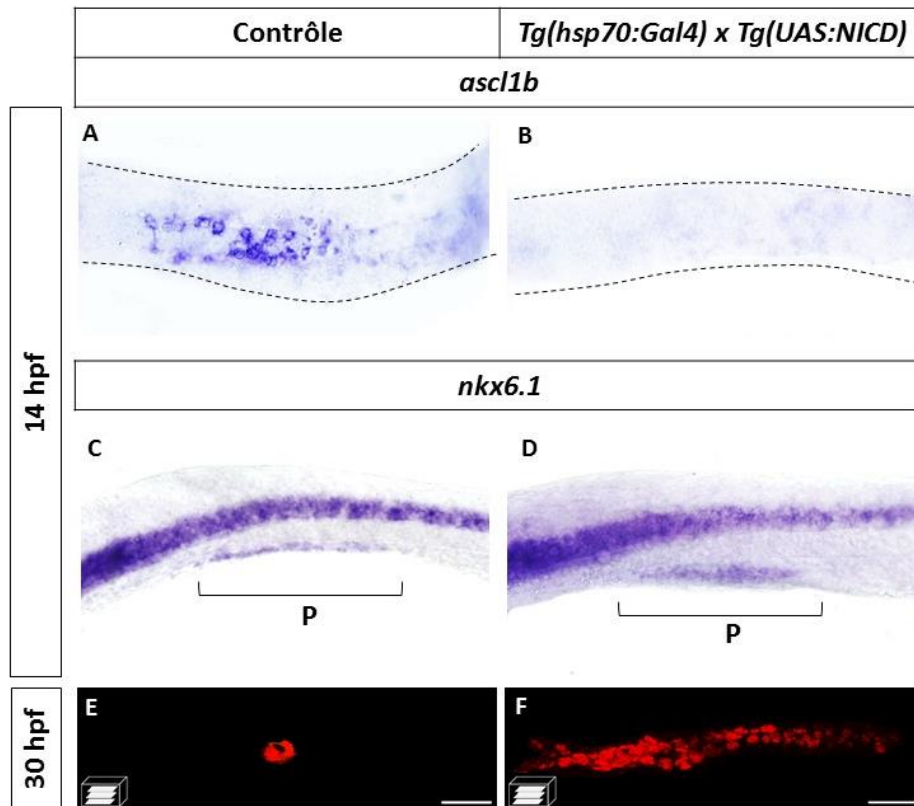 Contrôle
Tg(hsp70:Gal4) x Tg(UAS:NICD)
ascl1b
A
B
14 hpf
nkx6.1
C
D
P
P
30 hpf
E
F